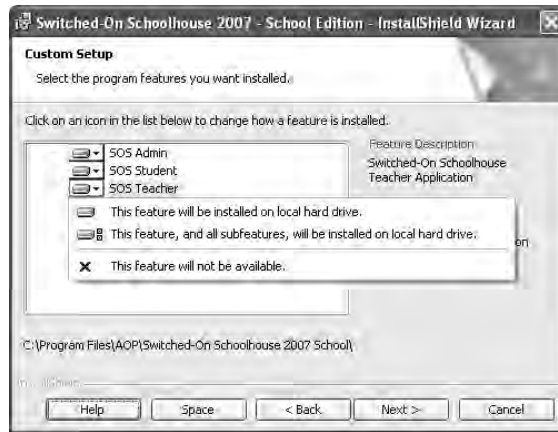 Switched-On Schoolhouse 2007 - School Edition - InstallShield Wizard
Custom Setup
Select the program features you want installed.
Click on an icon in the list below to change how a feature is installed.
SOS Admin
SOS Student
SOS Teacher
Feature Description
Switched-On Schoolhouse
Teacher Application
This feature will be installed on local hard drive.
This feature, and all subfeatures, will be installed on local hard drive.
on
X This feature will not be available.
C:\Program Files\AOP\Switched-On Schoolhouse 2007 School\
Help Space < Back Next > Cancel